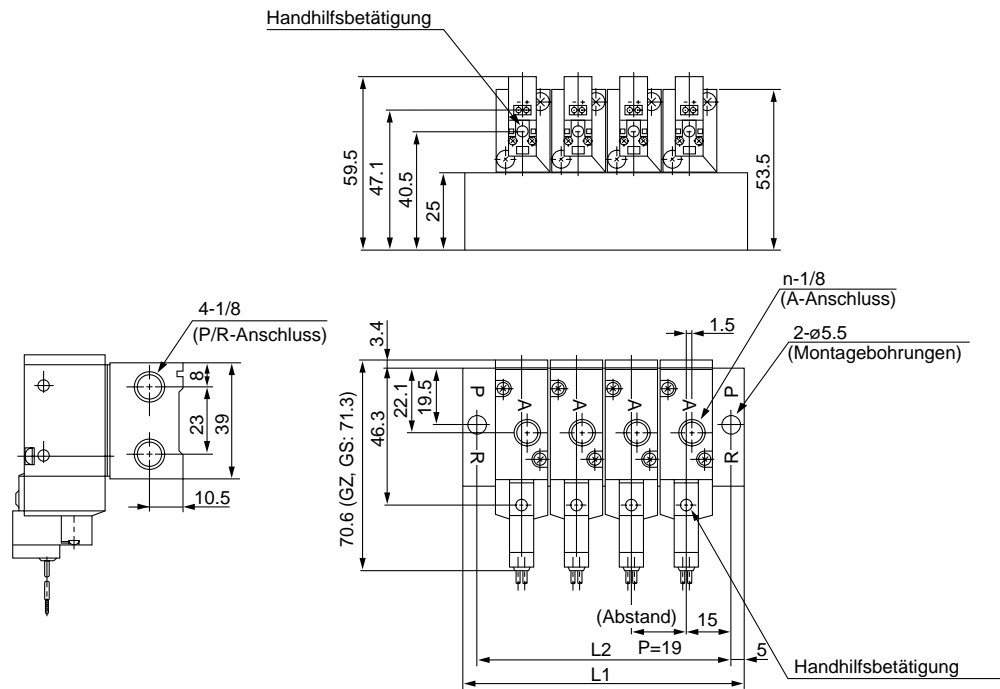 Handhilfsbetätigung
- +
- +
- +
- +
59.5
47.1
40.5
25
53.5
4-1/8
(P/R-Anschluss)
8
23
39
10.5
n-1/8
(A-Anschluss)
1.5
2-ø5.5
(Montagebohrungen)
3.4
19.5
22.1
46.3
70.6 (GZ, GS: 71.3)
P
A
A
A
A
P
R
R
(Abstand)
P=19
15
5
L2
L1
Handhilfsbetätigung